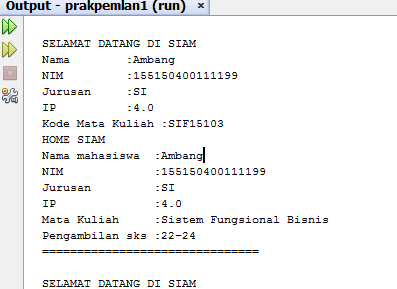 Output - prakpemlan1 (run) ×
SELAMAT DATANG DI SIAM
Nama :Ambang
NIM :155150400111199
Jurusan :SI
IP :4.0
Kode Mata Kuliah :SIF15103
HOME SIAM
Nama mahasiswa :Ambang
NIM :155150400111199
Jurusan :SI
IP :4.0
Mata Kuliah :Sistem Fungsional Bisnis
Pengambilan sks :22-24
===============================
SELAMAT DATANG DI SIAM